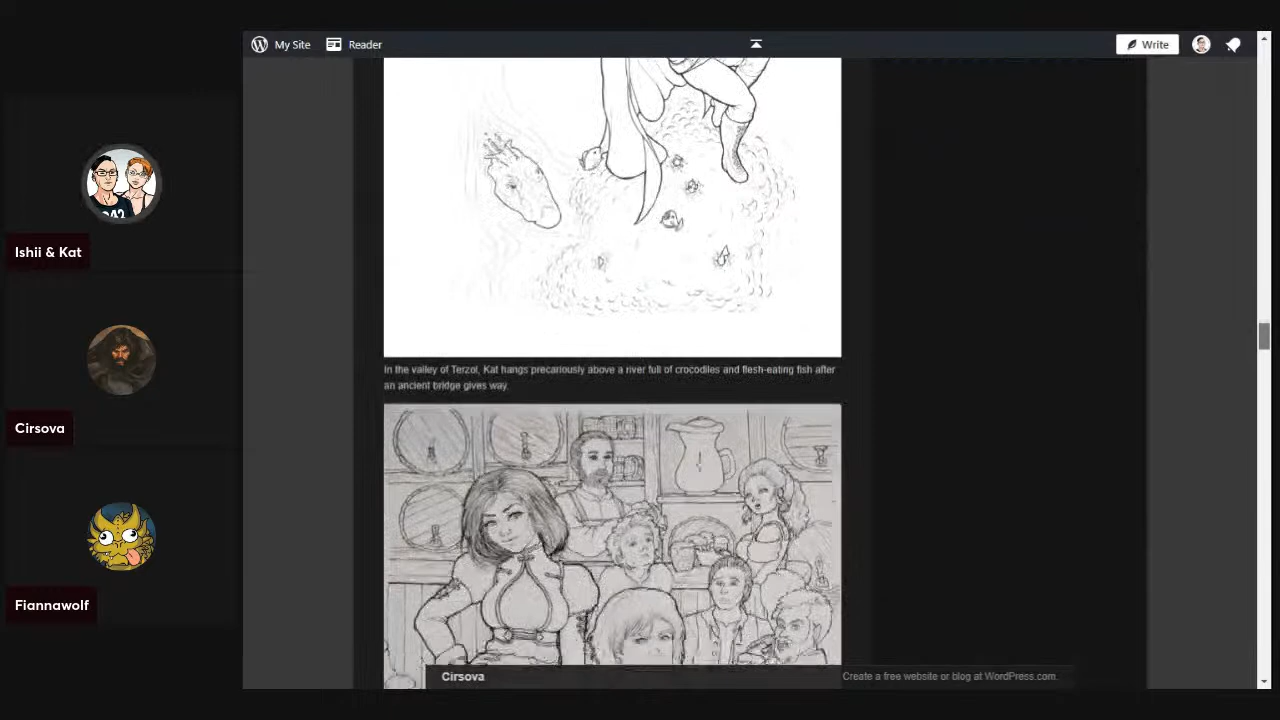 My Site
Reader
Write
Ishii & Kat
Cirsova
Fiannawolf
In the valley of Terzol, Kat hangs precariously above a river full of crocodiles and flesh-eating fish after
an ancient bridge gives way.
Cirsova
Create a free website or blog at WordPress.com.